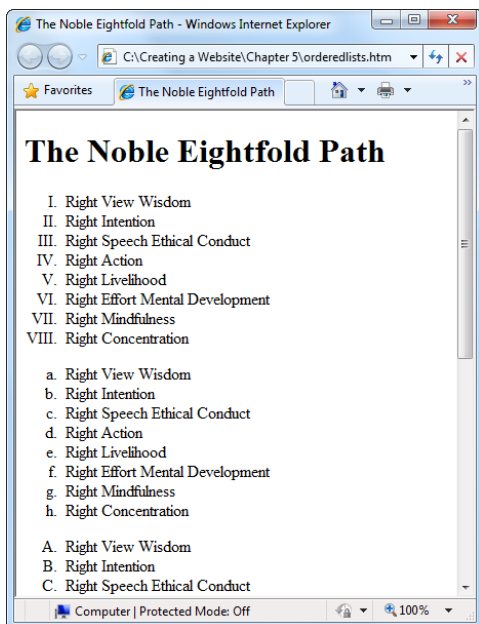 The Noble Eightfold Path - Windows Internet Explorer
C:\Creating a Website\Chapter 5\orderedlists.htm
Favorites
The Noble Eightfold Path
The Noble Eightfold Path
I. Right View Wisdom
II. Right Intention
III. Right Speech Ethical Conduct
IV. Right Action
V. Right Livelihood
VI. Right Effort Mental Development
VII. Right Mindfulness
VIII. Right Concentration
a. Right View Wisdom
b. Right Intention
c. Right Speech Ethical Conduct
d. Right Action
e. Right Livelihood
f. Right Effort Mental Development
g. Right Mindfulness
h. Right Concentration
A. Right View Wisdom
B. Right Intention
C. Right Speech Ethical Conduct
Computer | Protected Mode: Off
100%